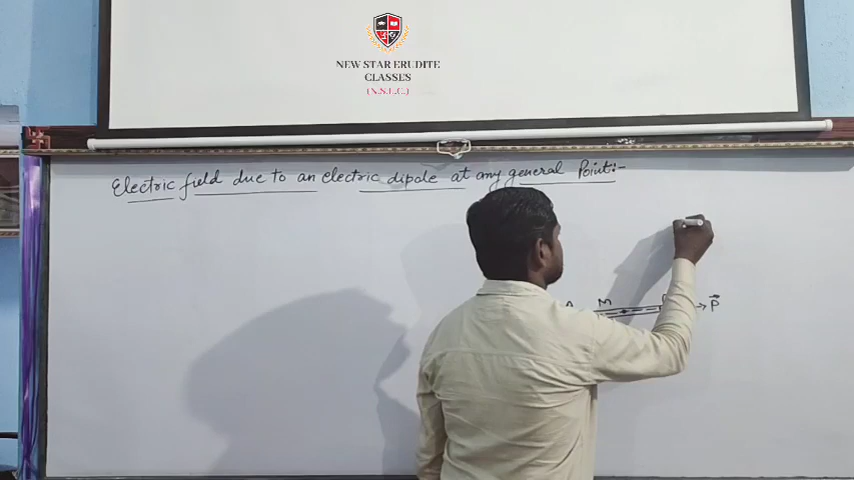 NEW STAR ERUDITE
CLASSES
(N.S.E.C.)
Electric field due to an electric dipole at any general Point:-
M
P